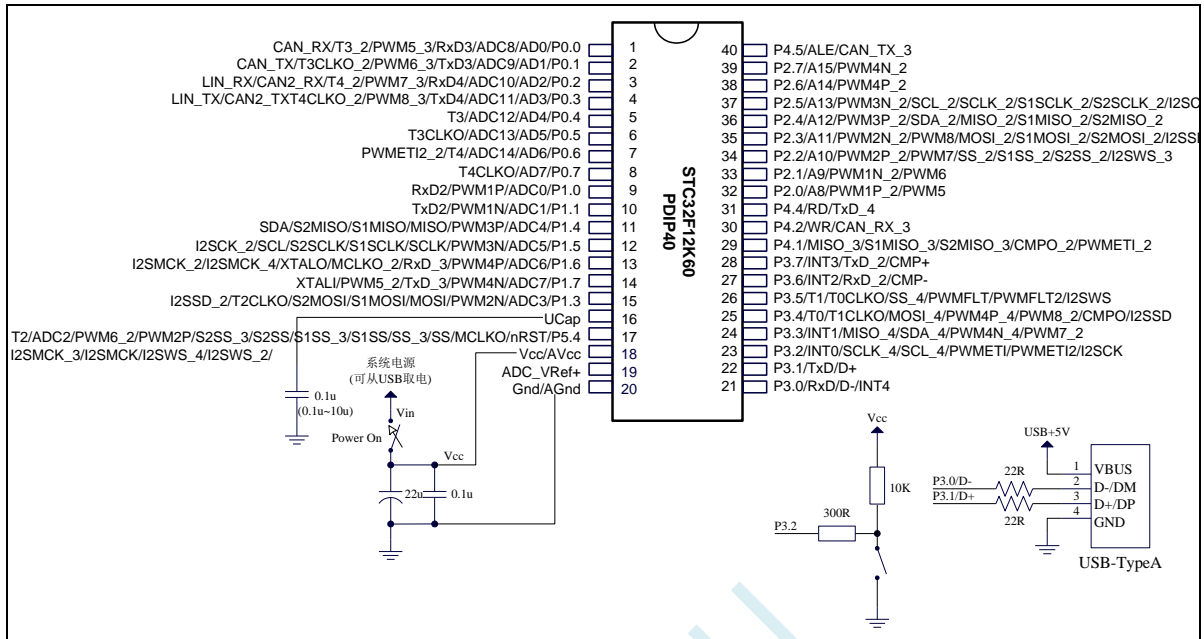 CAN_RX/T3_2/PWM5_3/RxD3/ADC8/AD0/P0.0
CAN_TX/T3CLKO_2/PWM6_3/TxD3/ADC9/AD1/P0.1
LIN_RX/CAN2_RX/T4_2/PWM7_3/RxD4/ADC10/AD2/P0.2
LIN_TX/CAN2_TXT4CLKO_2/PWM8_3/TxD4/ADC11/AD3/P0.3
T3/ADC12/AD4/P0.4
T3CLKO/ADC13/AD5/P0.5
PWMETI2_2/T4/ADC14/AD6/P0.6
T4CLKO/AD7/P0.7
RxD2/PWM1P/ADC0/P1.0
TxD2/PWM1N/ADC1/P1.1
SDA/S2MISO/S1MISO/MISO/PWM3P/ADC4/P1.4
I2SCK_2/SCL/S2SCLK/S1SCLK/SCLK/PWM3N/ADC5/P1.5
I2SMCK_2/I2SMCK_4/XTALO/MCLKO_2/RxD_3/PWM4P/ADC6/P1.6
XTALI/PWM5_2/TxD_3/PWM4N/ADC7/P1.7
I2SSD_2/T2CLKO/S2MOSI/S1MOSI/MOSI/PWM2N/ADC3/P1.3
UCap
T2/ADC2/PWM6_2/PWM2P/S2SS_3/S2SS/S1SS_3/S1SS/SS_3/SS/MCLKO/nRST/P5.4
I2SMCK_3/I2SMCK/I2SWS_4/I2SWS_2/
Vcc/AVcc
ADC_VRef+
Gnd/AGnd
1
2
3
4
5
6
7
8
9
10
11
12
13
14
15
16
17
18
19
20
STC32F12K60
PDIP40
40 P4.5/ALE/CAN_TX_3
39 P2.7/A15/PWM4N_2
38 P2.6/A14/PWM4P_2
37 P2.5/A13/PWM3N_2/SCL_2/SCLK_2/S1SCLK_2/S2SCLK_2/I2SC
36 P2.4/A12/PWM3P_2/SDA_2/MISO_2/S1MISO_2/S2MISO_2
35 P2.3/A11/PWM2N_2/PWM8/MOSI_2/S1MOSI_2/S2MOSI_2/I2SSI
34 P2.2/A10/PWM2P_2/PWM7/SS_2/S1SS_2/S2SS_2/I2SWS_3
33 P2.1/A9/PWM1N_2/PWM6
32 P2.0/A8/PWM1P_2/PWM5
31 P4.4/RD/TxD_4
30 P4.2/WR/CAN_RX_3
29 P4.1/MISO_3/S1MISO_3/S2MISO_3/CMPO_2/PWMETI_2
28 P3.7/INT3/TxD_2/CMP+
27 P3.6/INT2/RxD_2/CMP-
26 P3.5/T1/T0CLKO/SS_4/PWMFLT/PWMFLT2/I2SWS
25 P3.4/T0/T1CLKO/MOSI_4/PWM4P_4/PWM8_2/CMPO/I2SSD
24 P3.3/INT1/MISO_4/SDA_4/PWM4N_4/PWM7_2
23 P3.2/INT0/SCLK_4/SCL_4/PWMETI/PWMETI2/I2SCK
22 P3.1/TxD/D+
21 P3.0/RxD/D-/INT4
系统电源
(可从USB取电)
0.1u
(0.1u~10u)
Vin
Power On
Vcc
22u
0.1u
Vcc
10K
300R
P3.2
USB+5V
P3.0/D-
P3.1/D+
22R
22R
1 VBUS
2 D-/DM
3 D+/DP
4 GND
USB-TypeA